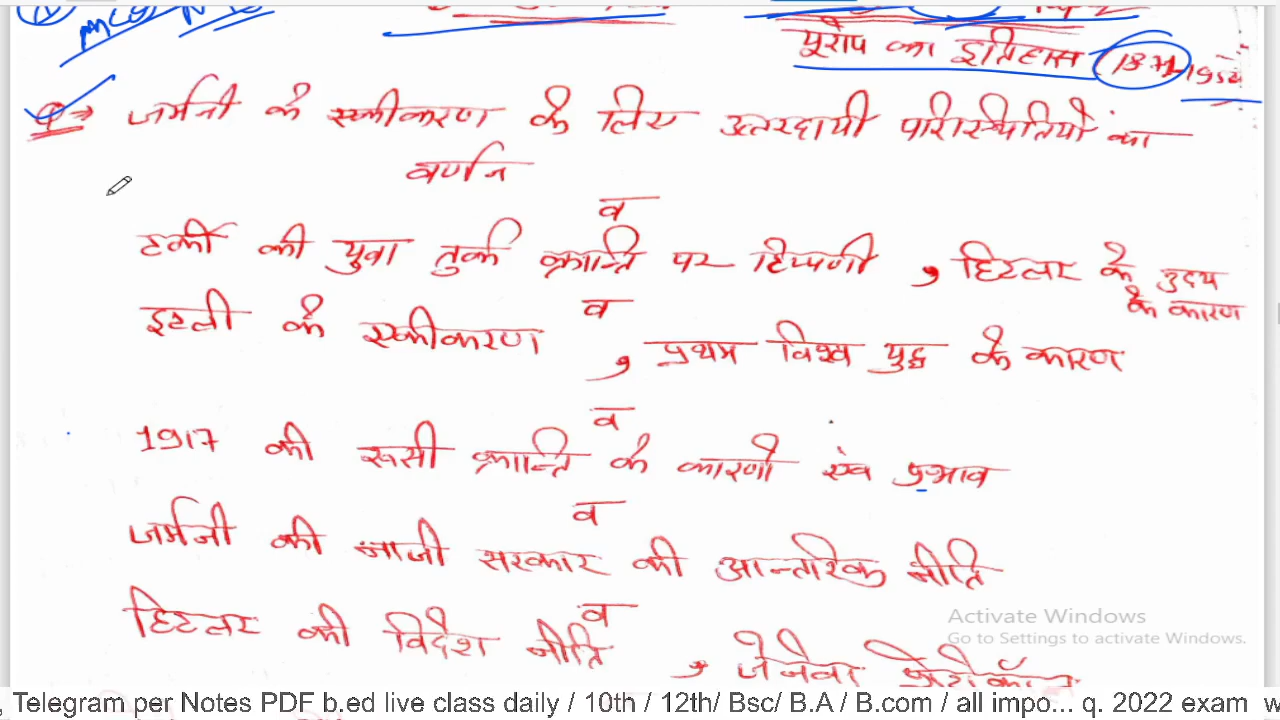 यूरोप का इतिहास (1871-1952
Q→ जर्मनी के एकीकरण के लिए उत्तरदायी परिस्थितियों का
वर्णन
व
टर्की की युवा तुर्क क्रान्ति पर टिप्पणी , हिटलर के उदय
के कारण
व
इटली के एकीकरण , प्रथम विश्व युद्ध के कारण
व
1917 की रूसी क्रान्ति के कारणो एंव प्रभाव
व
जर्मनी की नाजी सरकार की आन्तरिक नीति
व
हिटलर की विदेश नीति , जेनेवा
Activate Windows
Go to Settings to activate Windows.
, Telegram per Notes PDF b.ed live class daily / 10th / 12th/ Bsc/ B.A / B.com / all impo... q. 2022 exam w